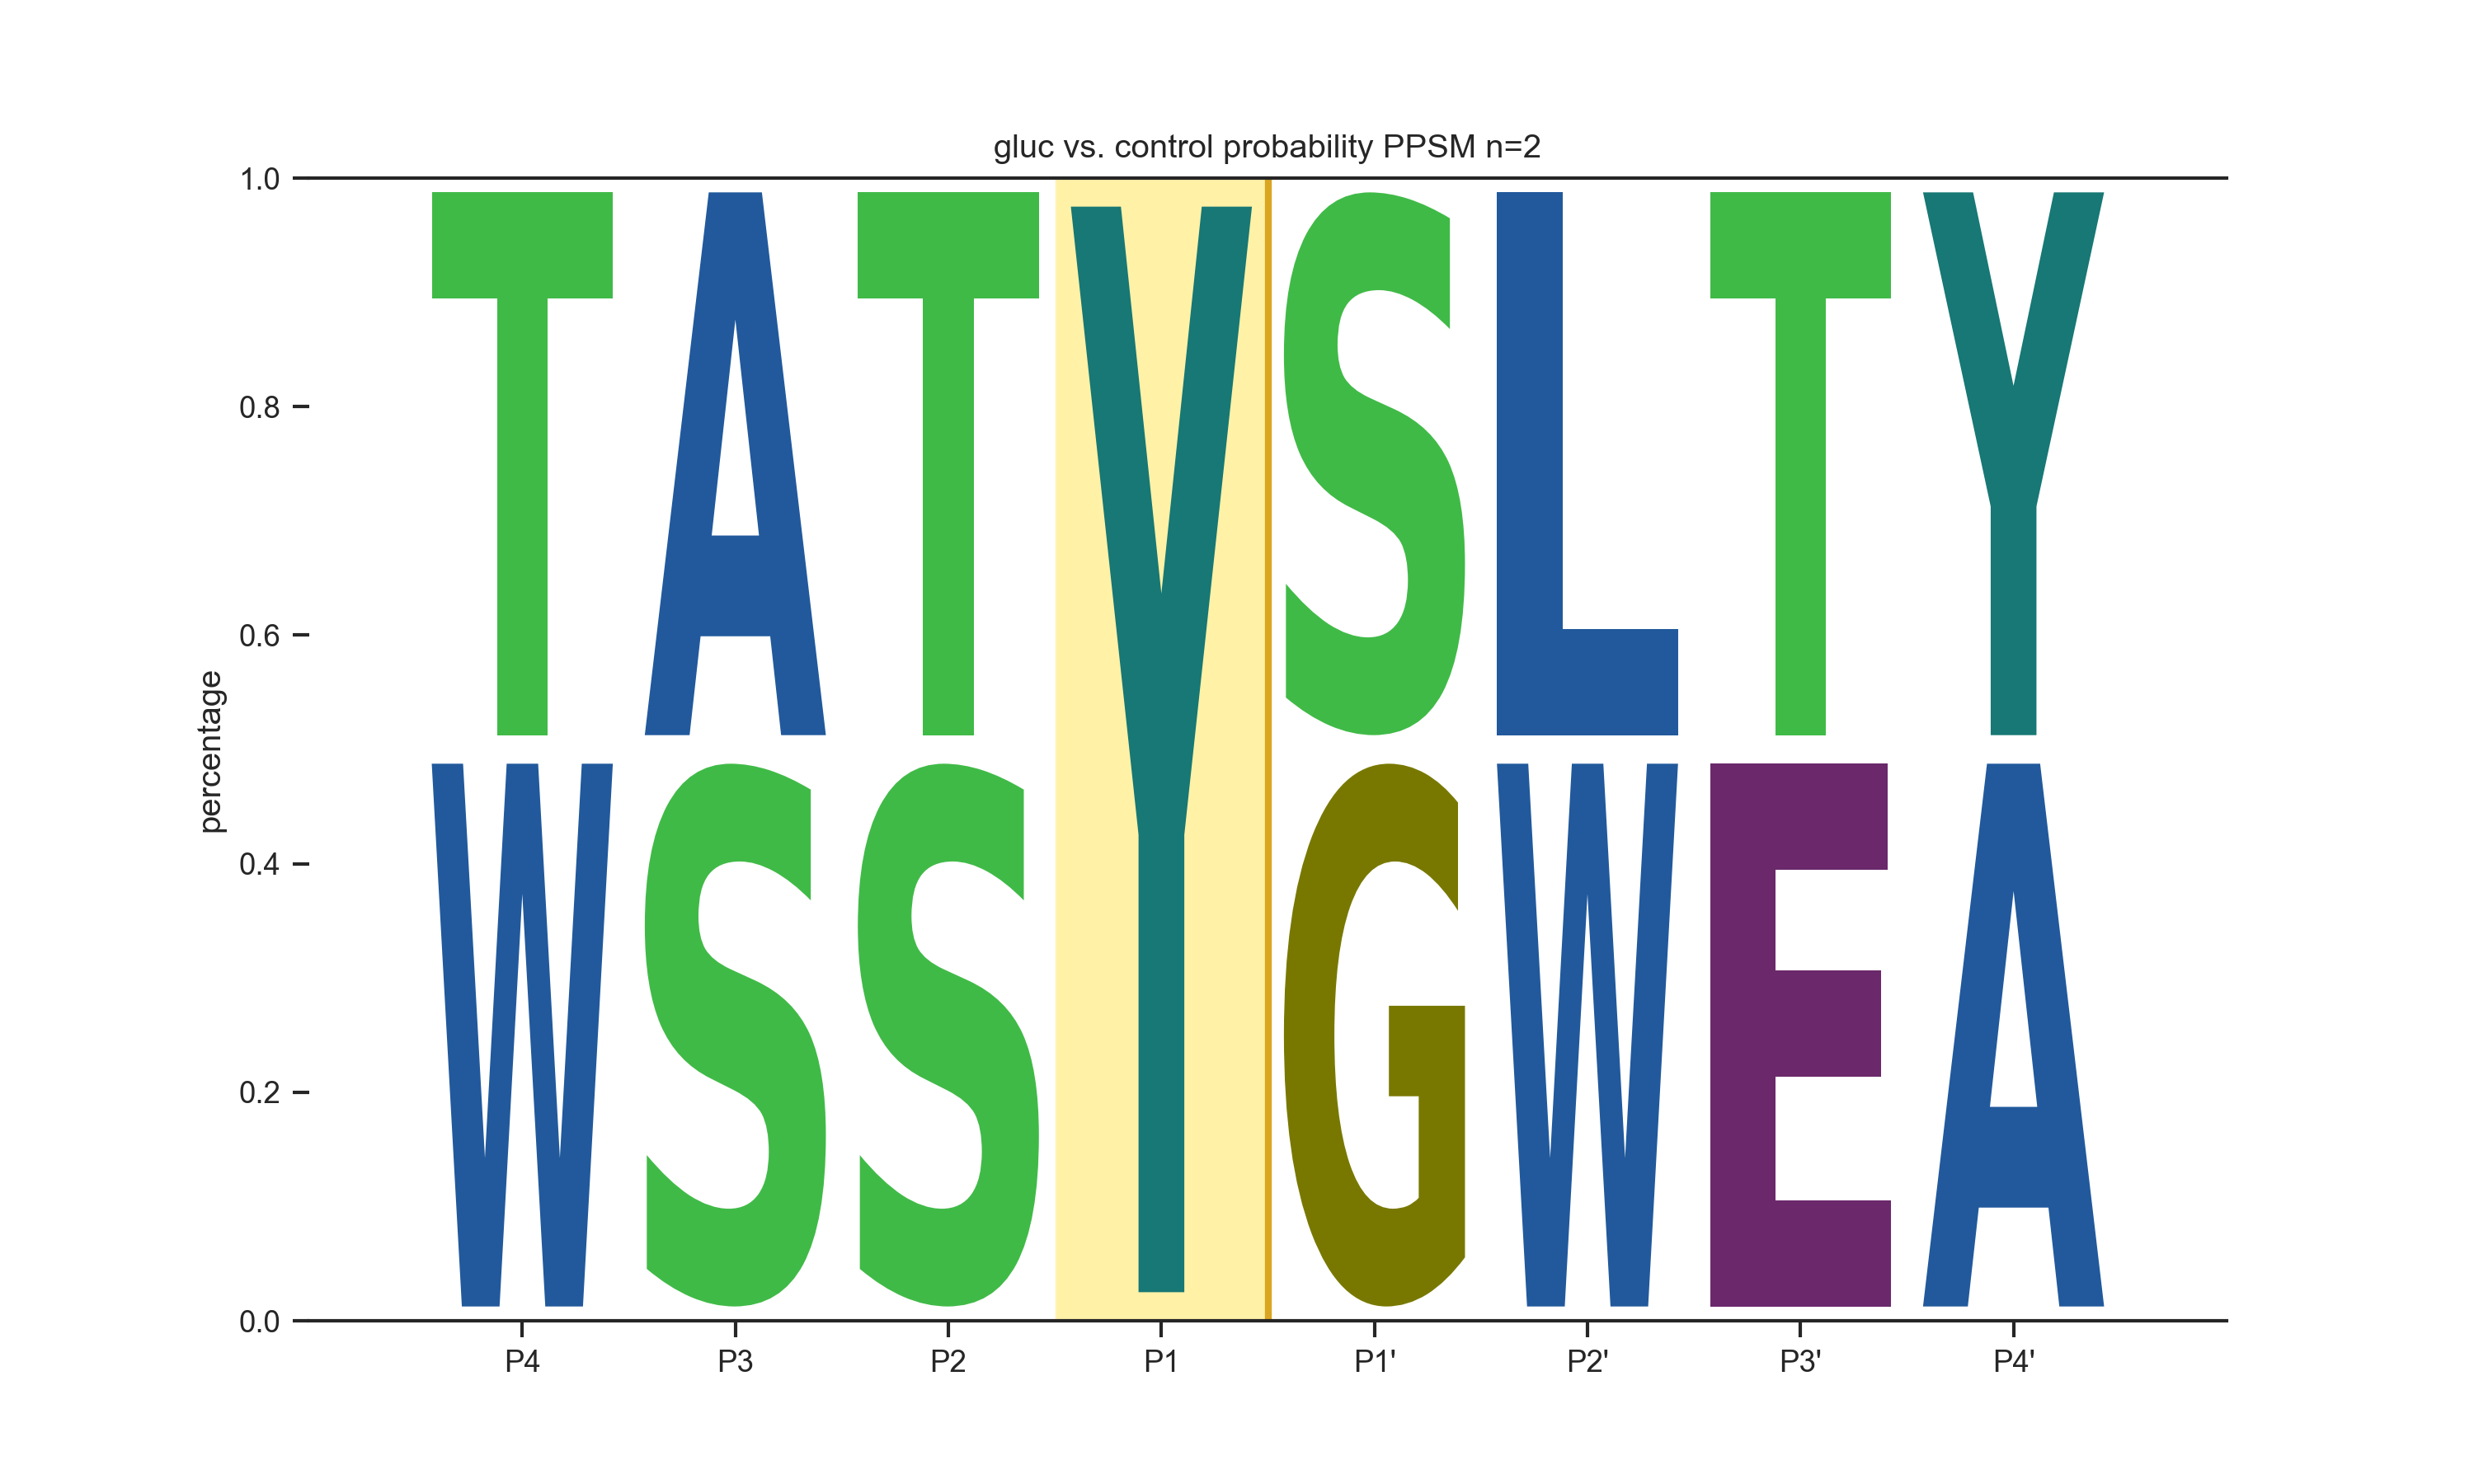 gluc vs. control probability PPSM n=2
1.0
0.8
0.6
0.4
0.2
0.0
percentage
T A T Y S L T Y
W S S G W E A
P4 P3 P2 P1 P1' P2' P3' P4'